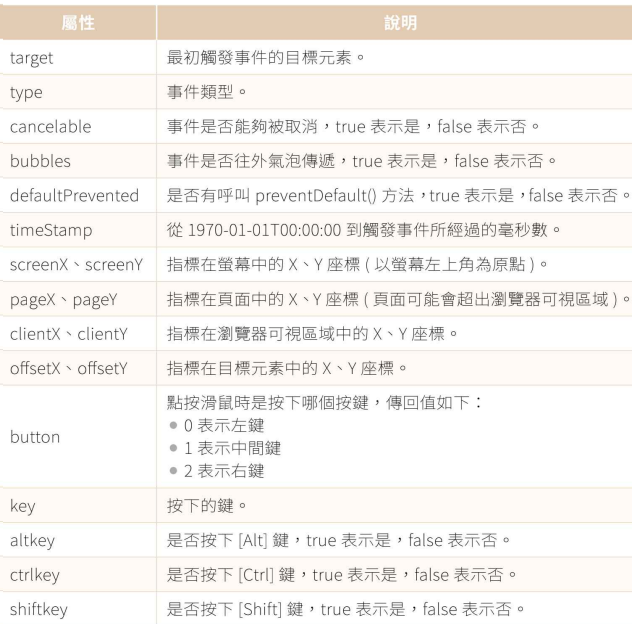 屬性 說明
target 最初觸發事件的目標元素。
type 事件類型。
cancelable 事件是否能夠被取消，true 表示是，false 表示否。
bubbles 事件是否往外氣泡傳遞，true 表示是，false 表示否。
defaultPrevented 是否有呼叫 preventDefault() 方法，true 表示是，false 表示否。
timeStamp 從 1970-01-01T00:00:00 到觸發事件所經過的毫秒數。
screenX、screenY 指標在螢幕中的 X、Y 座標 ( 以螢幕左上角為原點 )。
pageX、pageY 指標在頁面中的 X、Y 座標 ( 頁面可能會超出瀏覽器可視區域 )。
clientX、clientY 指標在瀏覽器可視區域中的 X、Y 座標。
offsetX、offsetY 指標在目標元素中的 X、Y 座標。
button 點按滑鼠時是按下哪個按鍵，傳回值如下：
● 0 表示左鍵
● 1 表示中間鍵
● 2 表示右鍵
key 按下的鍵。
altkey 是否按下 [Alt] 鍵，true 表示是，false 表示否。
ctrlkey 是否按下 [Ctrl] 鍵，true 表示是，false 表示否。
shiftkey 是否按下 [Shift] 鍵，true 表示是，false 表示否。